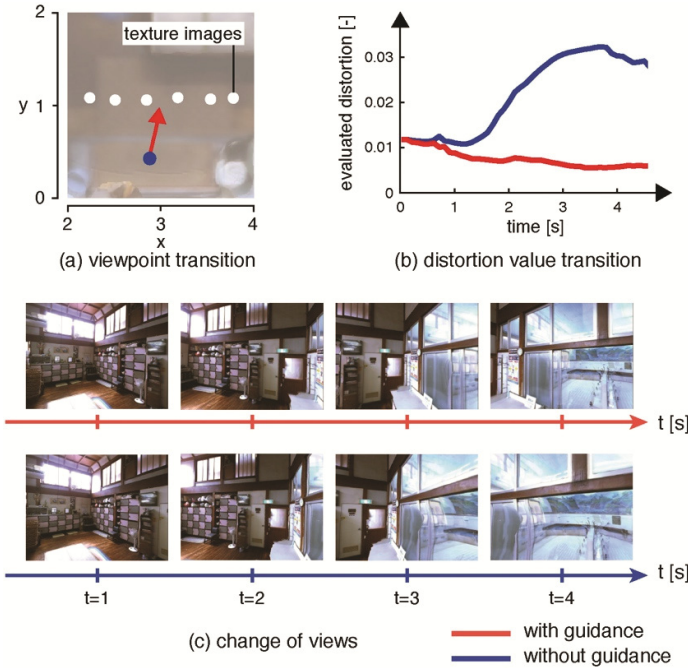 2
texture images
y
1
0
2
3
4
x
(a) viewpoint transition
evaluated distortion [-]
0.03
0.02
0.01
0
0
1
2
3
4
time [s]
(b) distortion value transition
t [s]
t [s]
t=1
t=2
t=3
t=4
(c) change of views
with guidance
without guidance